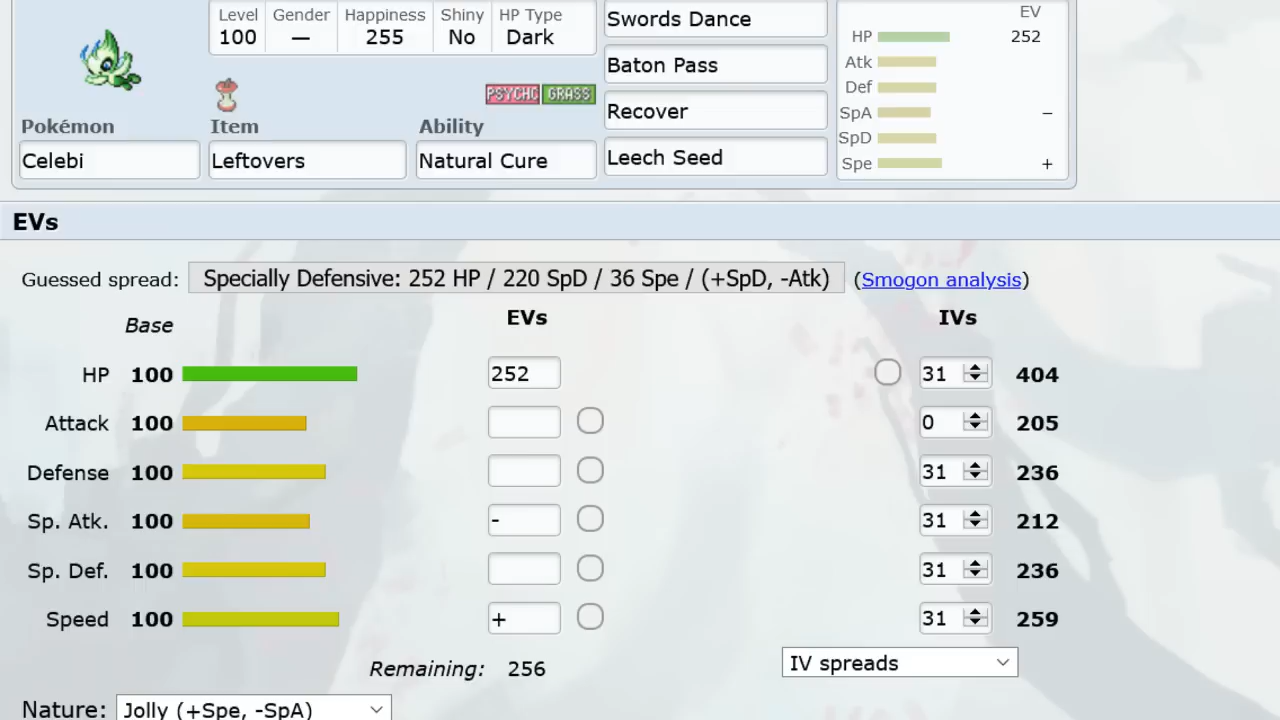 Level Gender Happiness Shiny HP Type
100 — 255 No Dark
Swords Dance
Baton Pass
Recover
Leech Seed
EV
HP 252
Atk
Def
SpA –
SpD
Spe +
PSYCHC GRASS
Pokémon Item Ability
Celebi Leftovers Natural Cure
EVs
Guessed spread: Specially Defensive: 252 HP / 220 SpD / 36 Spe / (+SpD, -Atk) (Smogon analysis)
Base EVs IVs
HP 100 252 31 404
Attack 100 0 205
Defense 100 31 236
Sp. Atk. 100 - 31 212
Sp. Def. 100 31 236
Speed 100 + 31 259
Remaining: 256 IV spreads
Nature: Jolly (+Spe, -SpA)